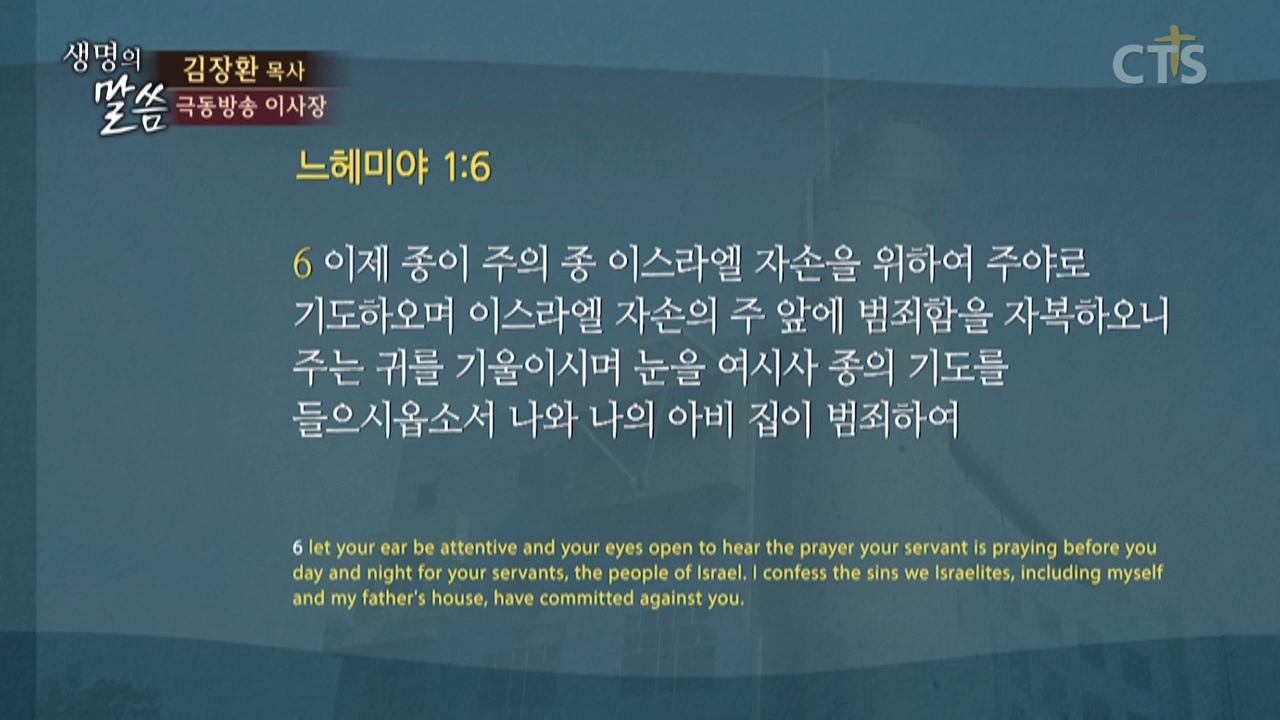 생명의
말씀
김장환 목사
극동방송 이사장
CTS
느헤미야 1:6
6 이제 종이 주의 종 이스라엘 자손을 위하여 주야로
기도하오며 이스라엘 자손의 주 앞에 범죄함을 자복하오니
주는 귀를 기울이시며 눈을 여시사 종의 기도를
들으시옵소서 나와 나의 아비 집이 범죄하여
6 let your ear be attentive and your eyes open to hear the prayer your servant is praying before you
day and night for your servants, the people of Israel. I confess the sins we Israelites, including myself
and my father's house, have committed against you.